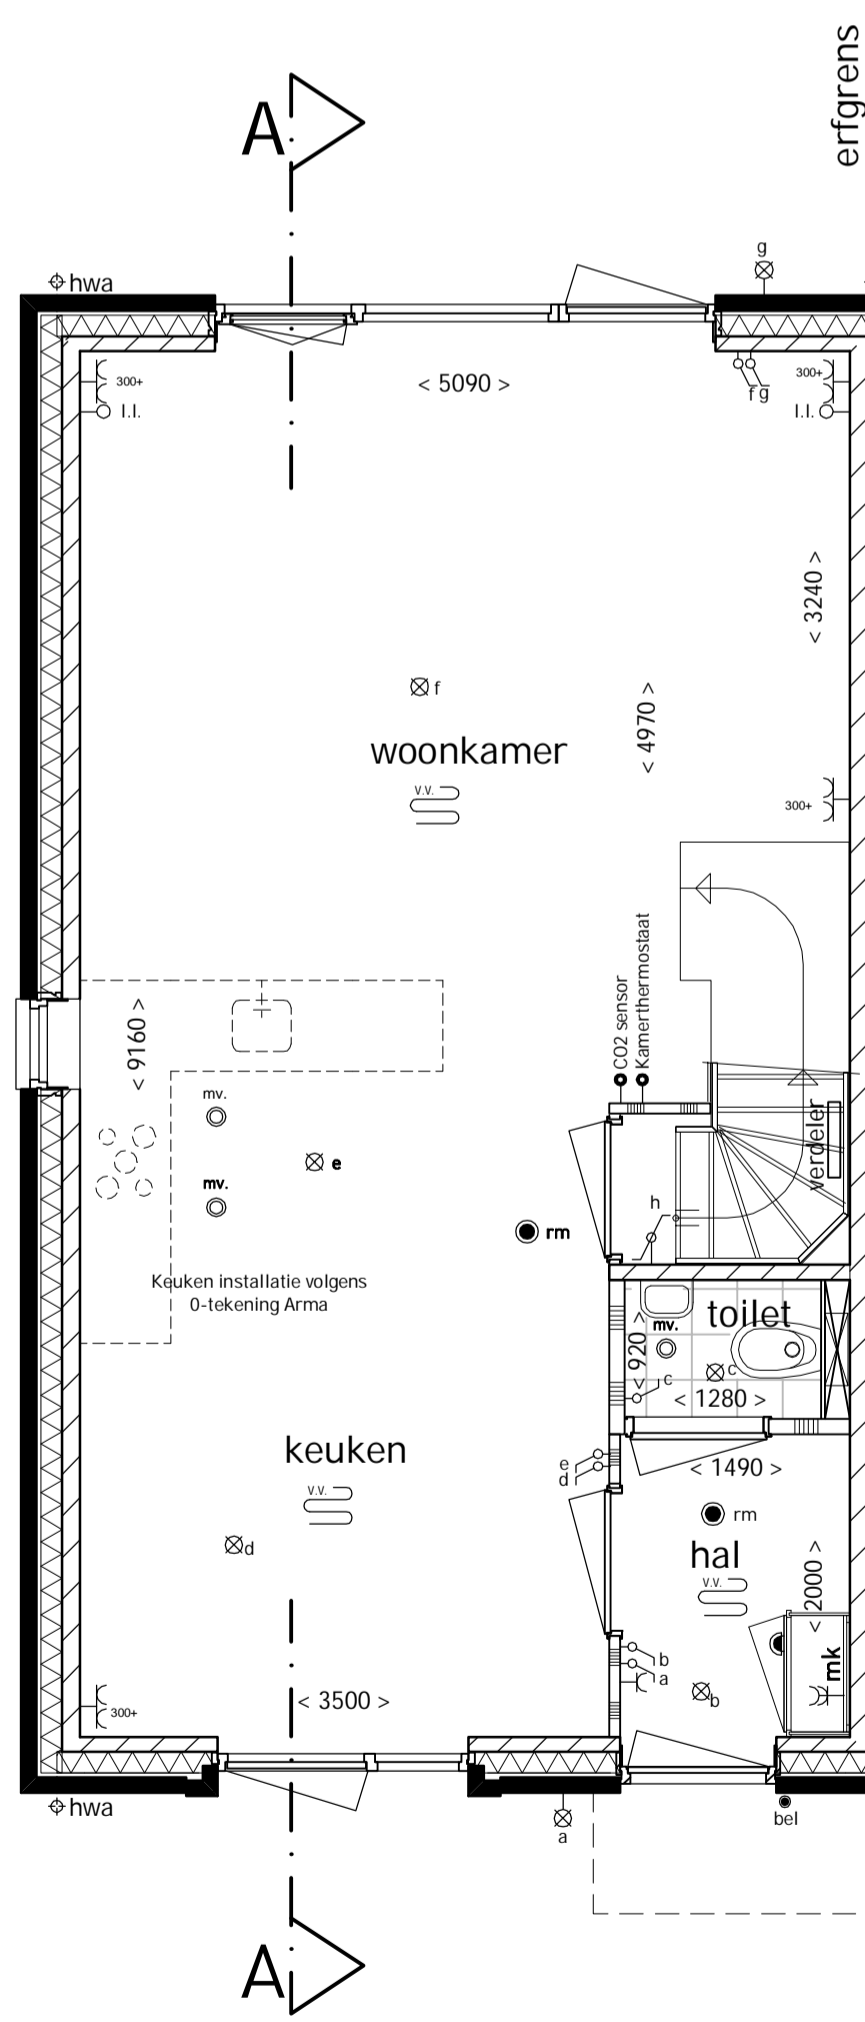 erfgrens
A
g
hwa
300+
l.l.
< 5090 >
300+
f g
l.l.
< 3240 >
f
< 4970 >
woonkamer
v.v.
300+
CO2 sensor
Kamerthermostaat
< 9160 >
mv.
verdeler
e
mv.
h
rm
Keuken installatie volgens
0-tekening Arma
toilet
mv.
< 920 >
c
c
< 1280 >
keuken
e
d
< 1490 >
v.v.
rm
d
hal
v.v.
< 2000 >
b
a
mk
b
< 3500 >
300+
hwa
a
bel
A